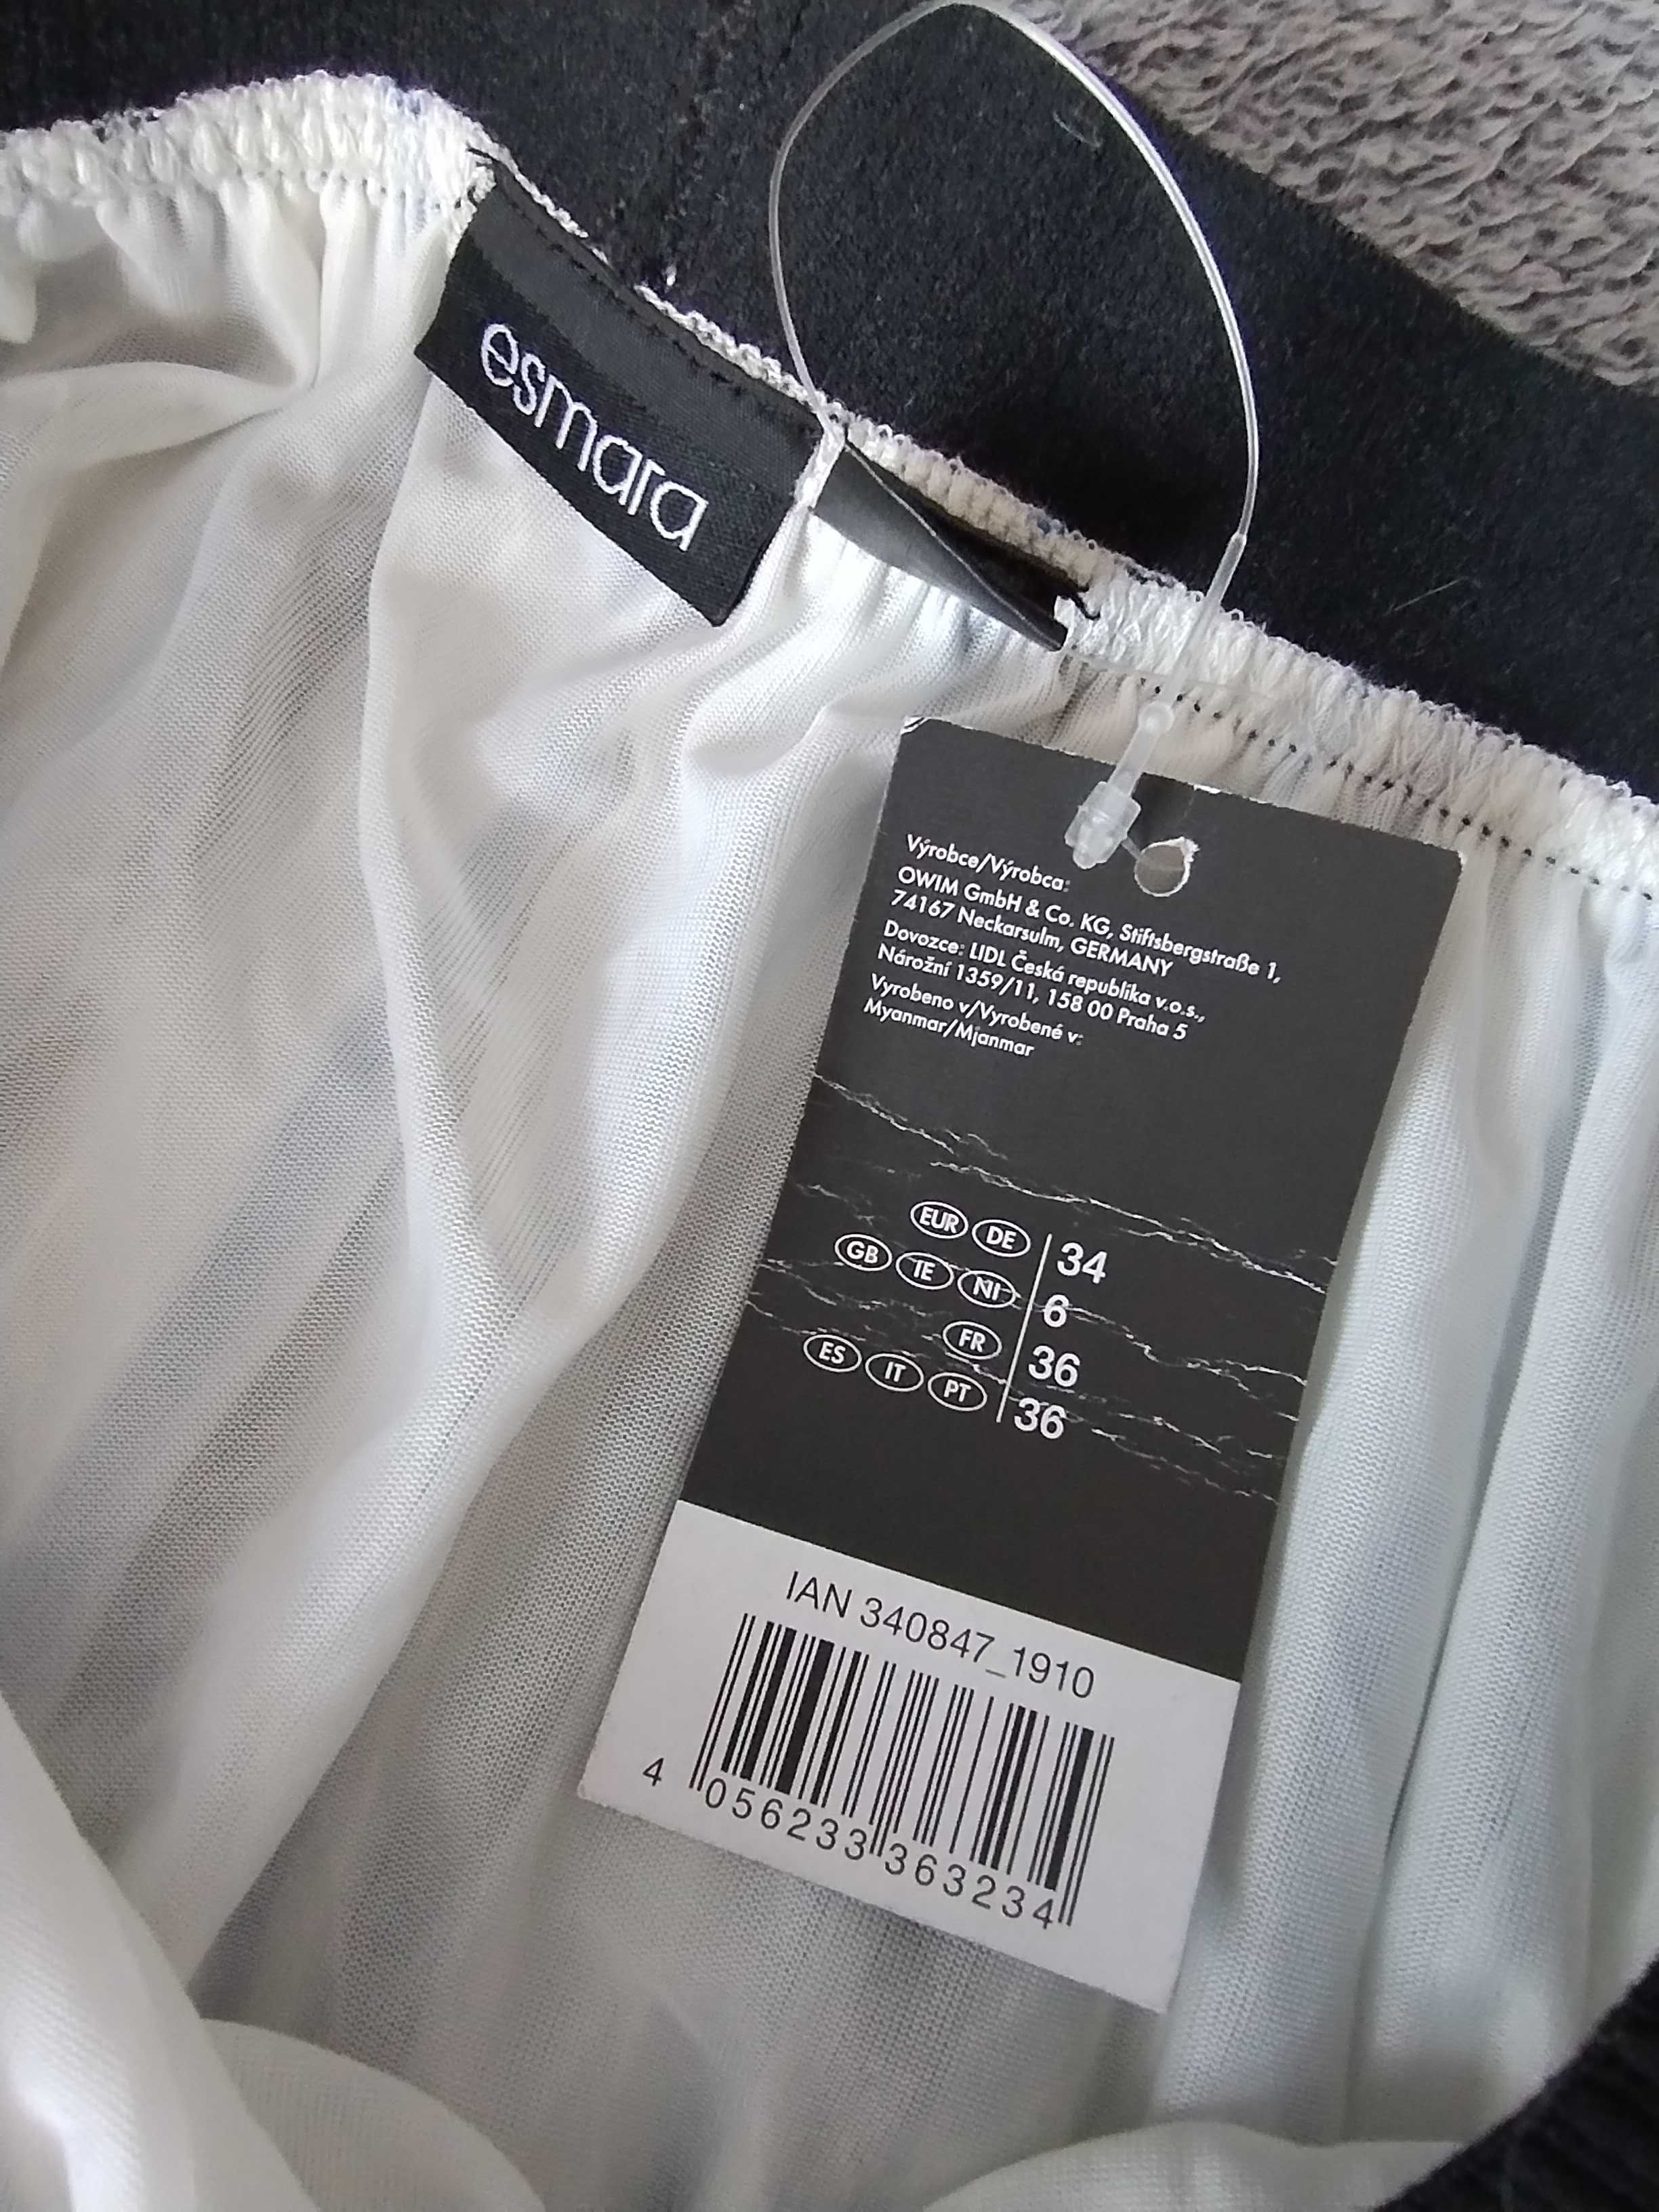 esmara
Výrobce/Výrobca:
OWIM GmbH & Co. KG, Stiftsbergstraße 1,
74167 Neckarsulm, GERMANY
Dovozce: LIDL Česká republika v.o.s.,
Nárožní 1359/11, 158 00 Praha 5
Vyrobeno v/Vyrobené v:
Myanmar/Mjanmar
EUR DE 34
GB IE NI 6
FR 36
ES IT PT 36
IAN 340847_1910
4 056233 363234